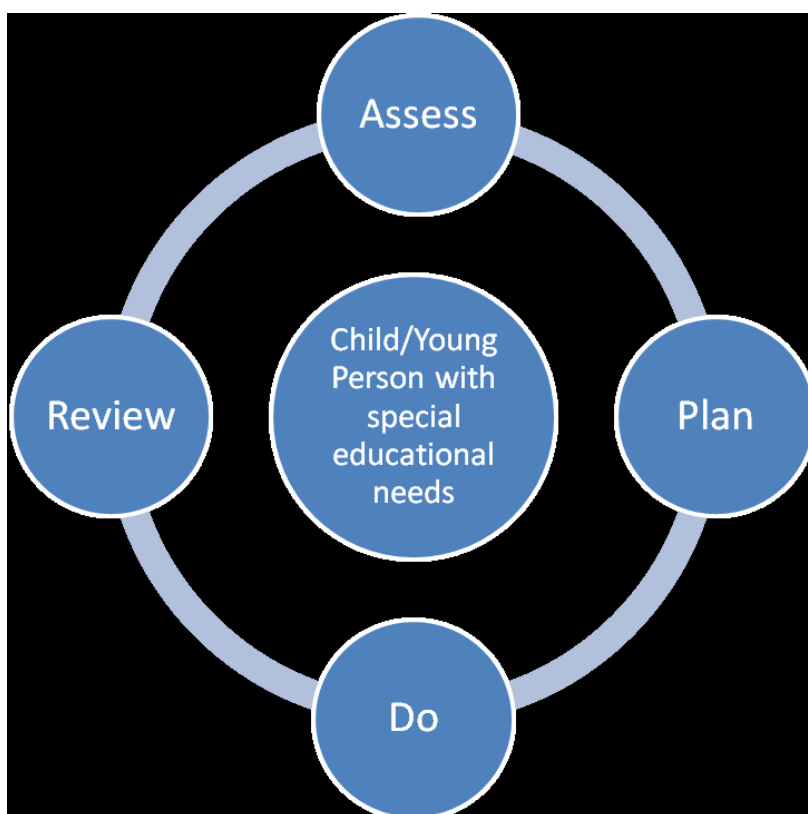 Assess
Child/Young
Person with
special
educational
needs
Review
Plan
Do